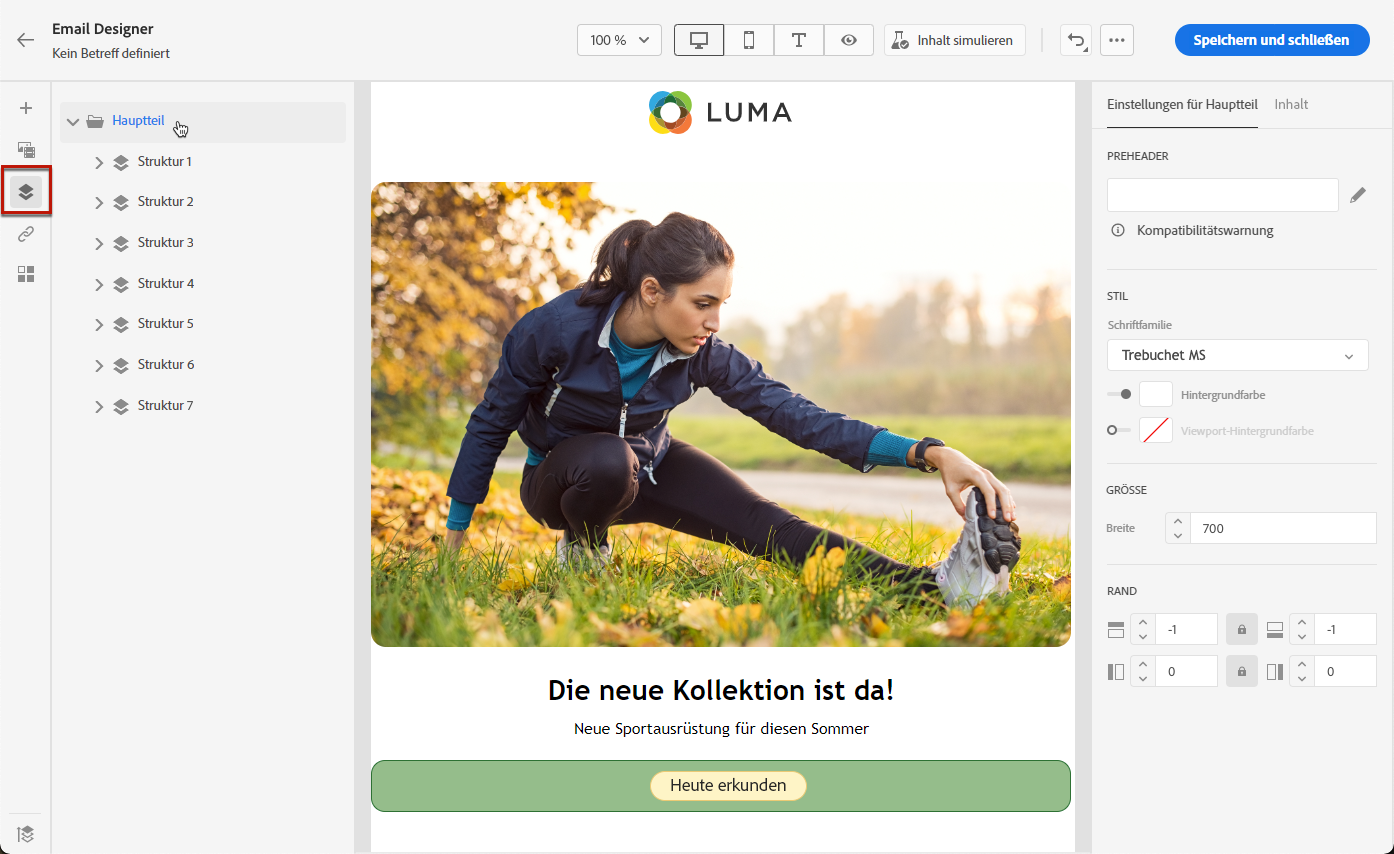 Email Designer
Kein Betreff definiert
100 %
Inhalt simulieren
Speichern und schließen
Hauptteil
Struktur 1
Struktur 2
Struktur 3
Struktur 4
Struktur 5
Struktur 6
Struktur 7
LUMA
Die neue Kollektion ist da!
Neue Sportausrüstung für diesen Sommer
Heute erkunden
Einstellungen für Hauptteil Inhalt
PREHEADER
Kompatibilitätswarnung
STIL
Schriftfamilie
Trebuchet MS
Hintergrundfarbe
Viewport-Hintergrundfarbe
GRÖSSE
Breite 700
RAND
-1 -1
0 0